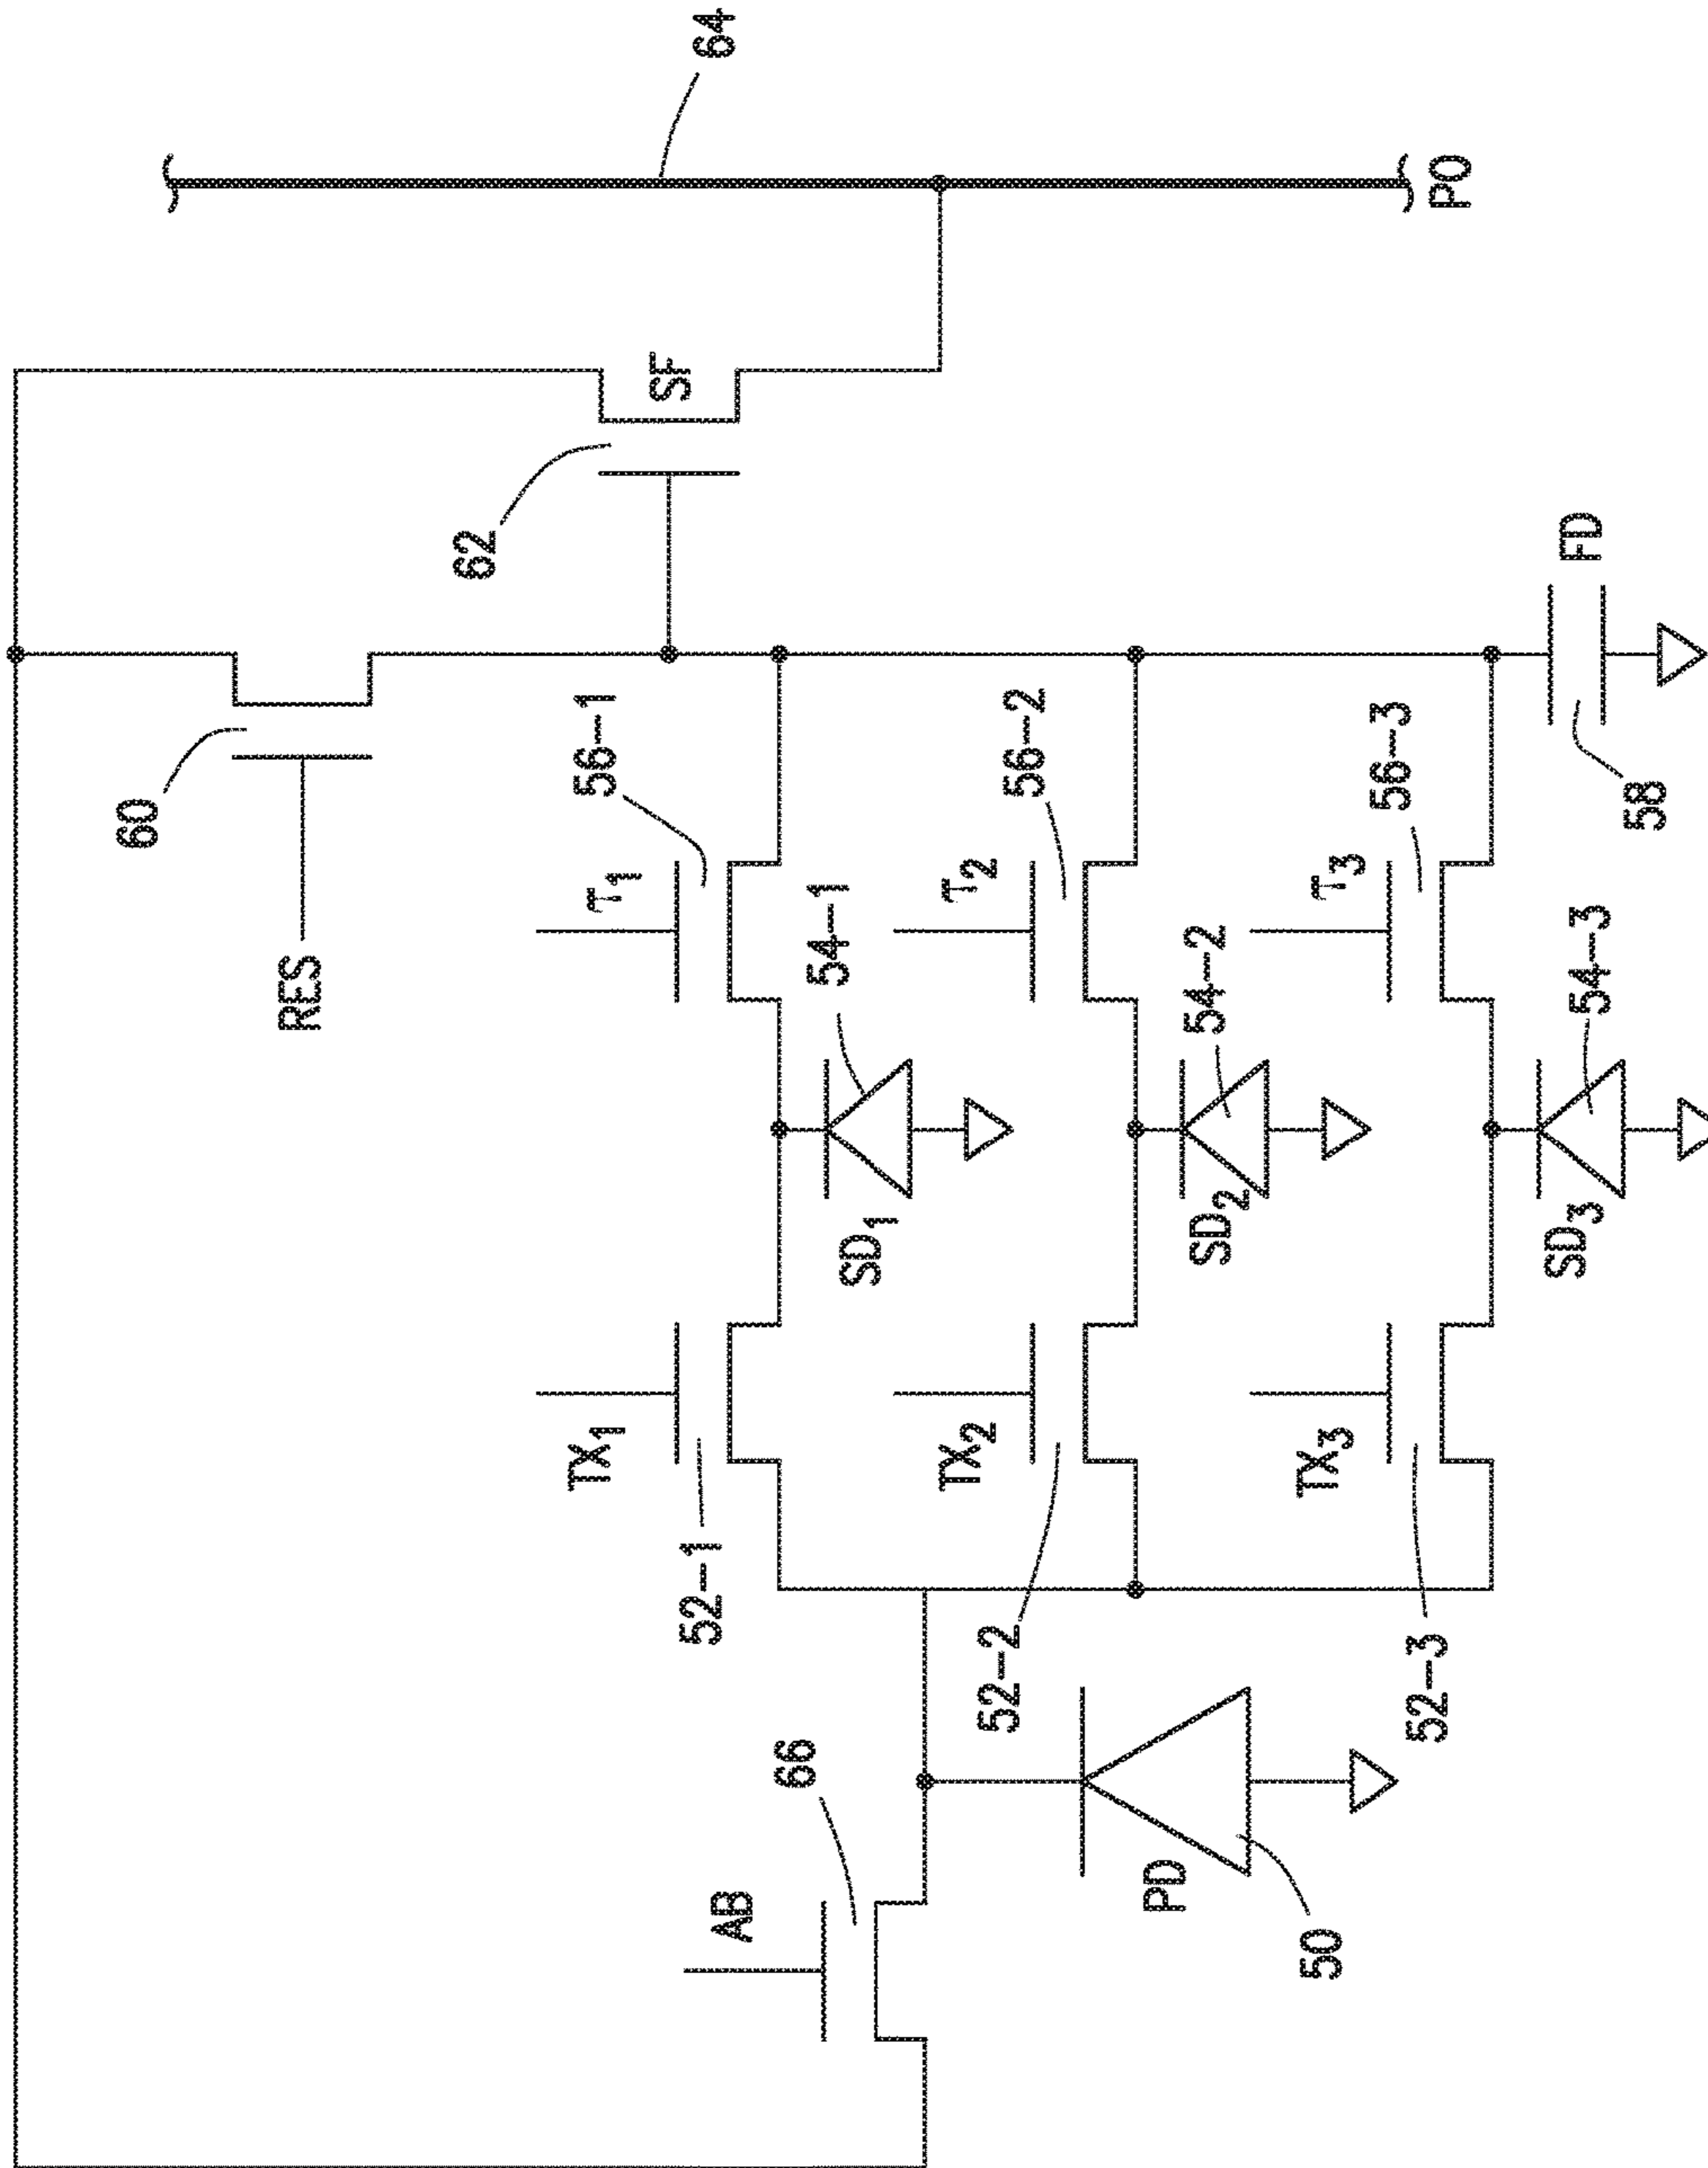 60
RES
62
TX₁
T₁
56-1
SF
64
52-1
AB
66
54-1
SD₁
TX₂
T₂
52-2
56-2
PD
SD₂
54-2
50
TX₃
T₃
56-3
52-3
PO
SD₃
54-3
FD
58